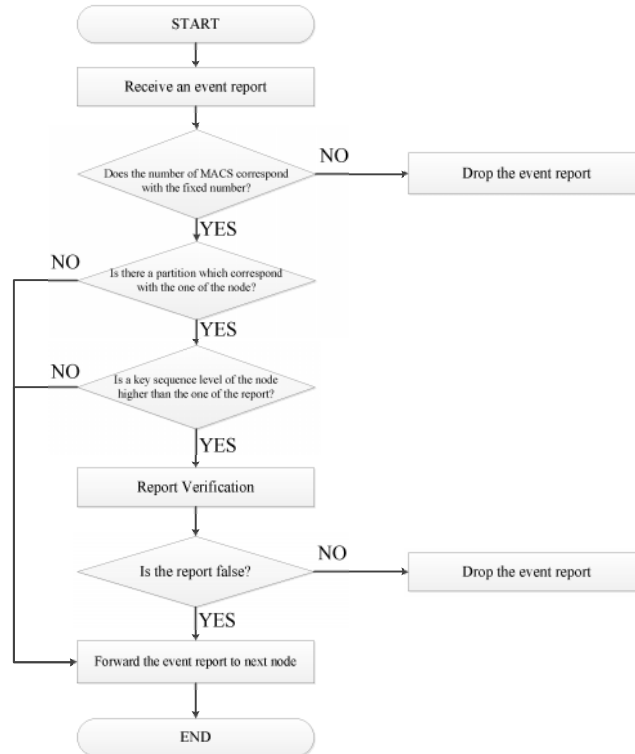 START
Receive an event report
Does the number of MACS correspond
with the fixed number?
NO
Drop the event report
YES
NO
Is there a partition which correspond
with the one of the node?
YES
NO
Is a key sequence level of the node
higher than the one of the report?
YES
Report Verification
Is the report false?
NO
Drop the event report
YES
Forward the event report to next node
END